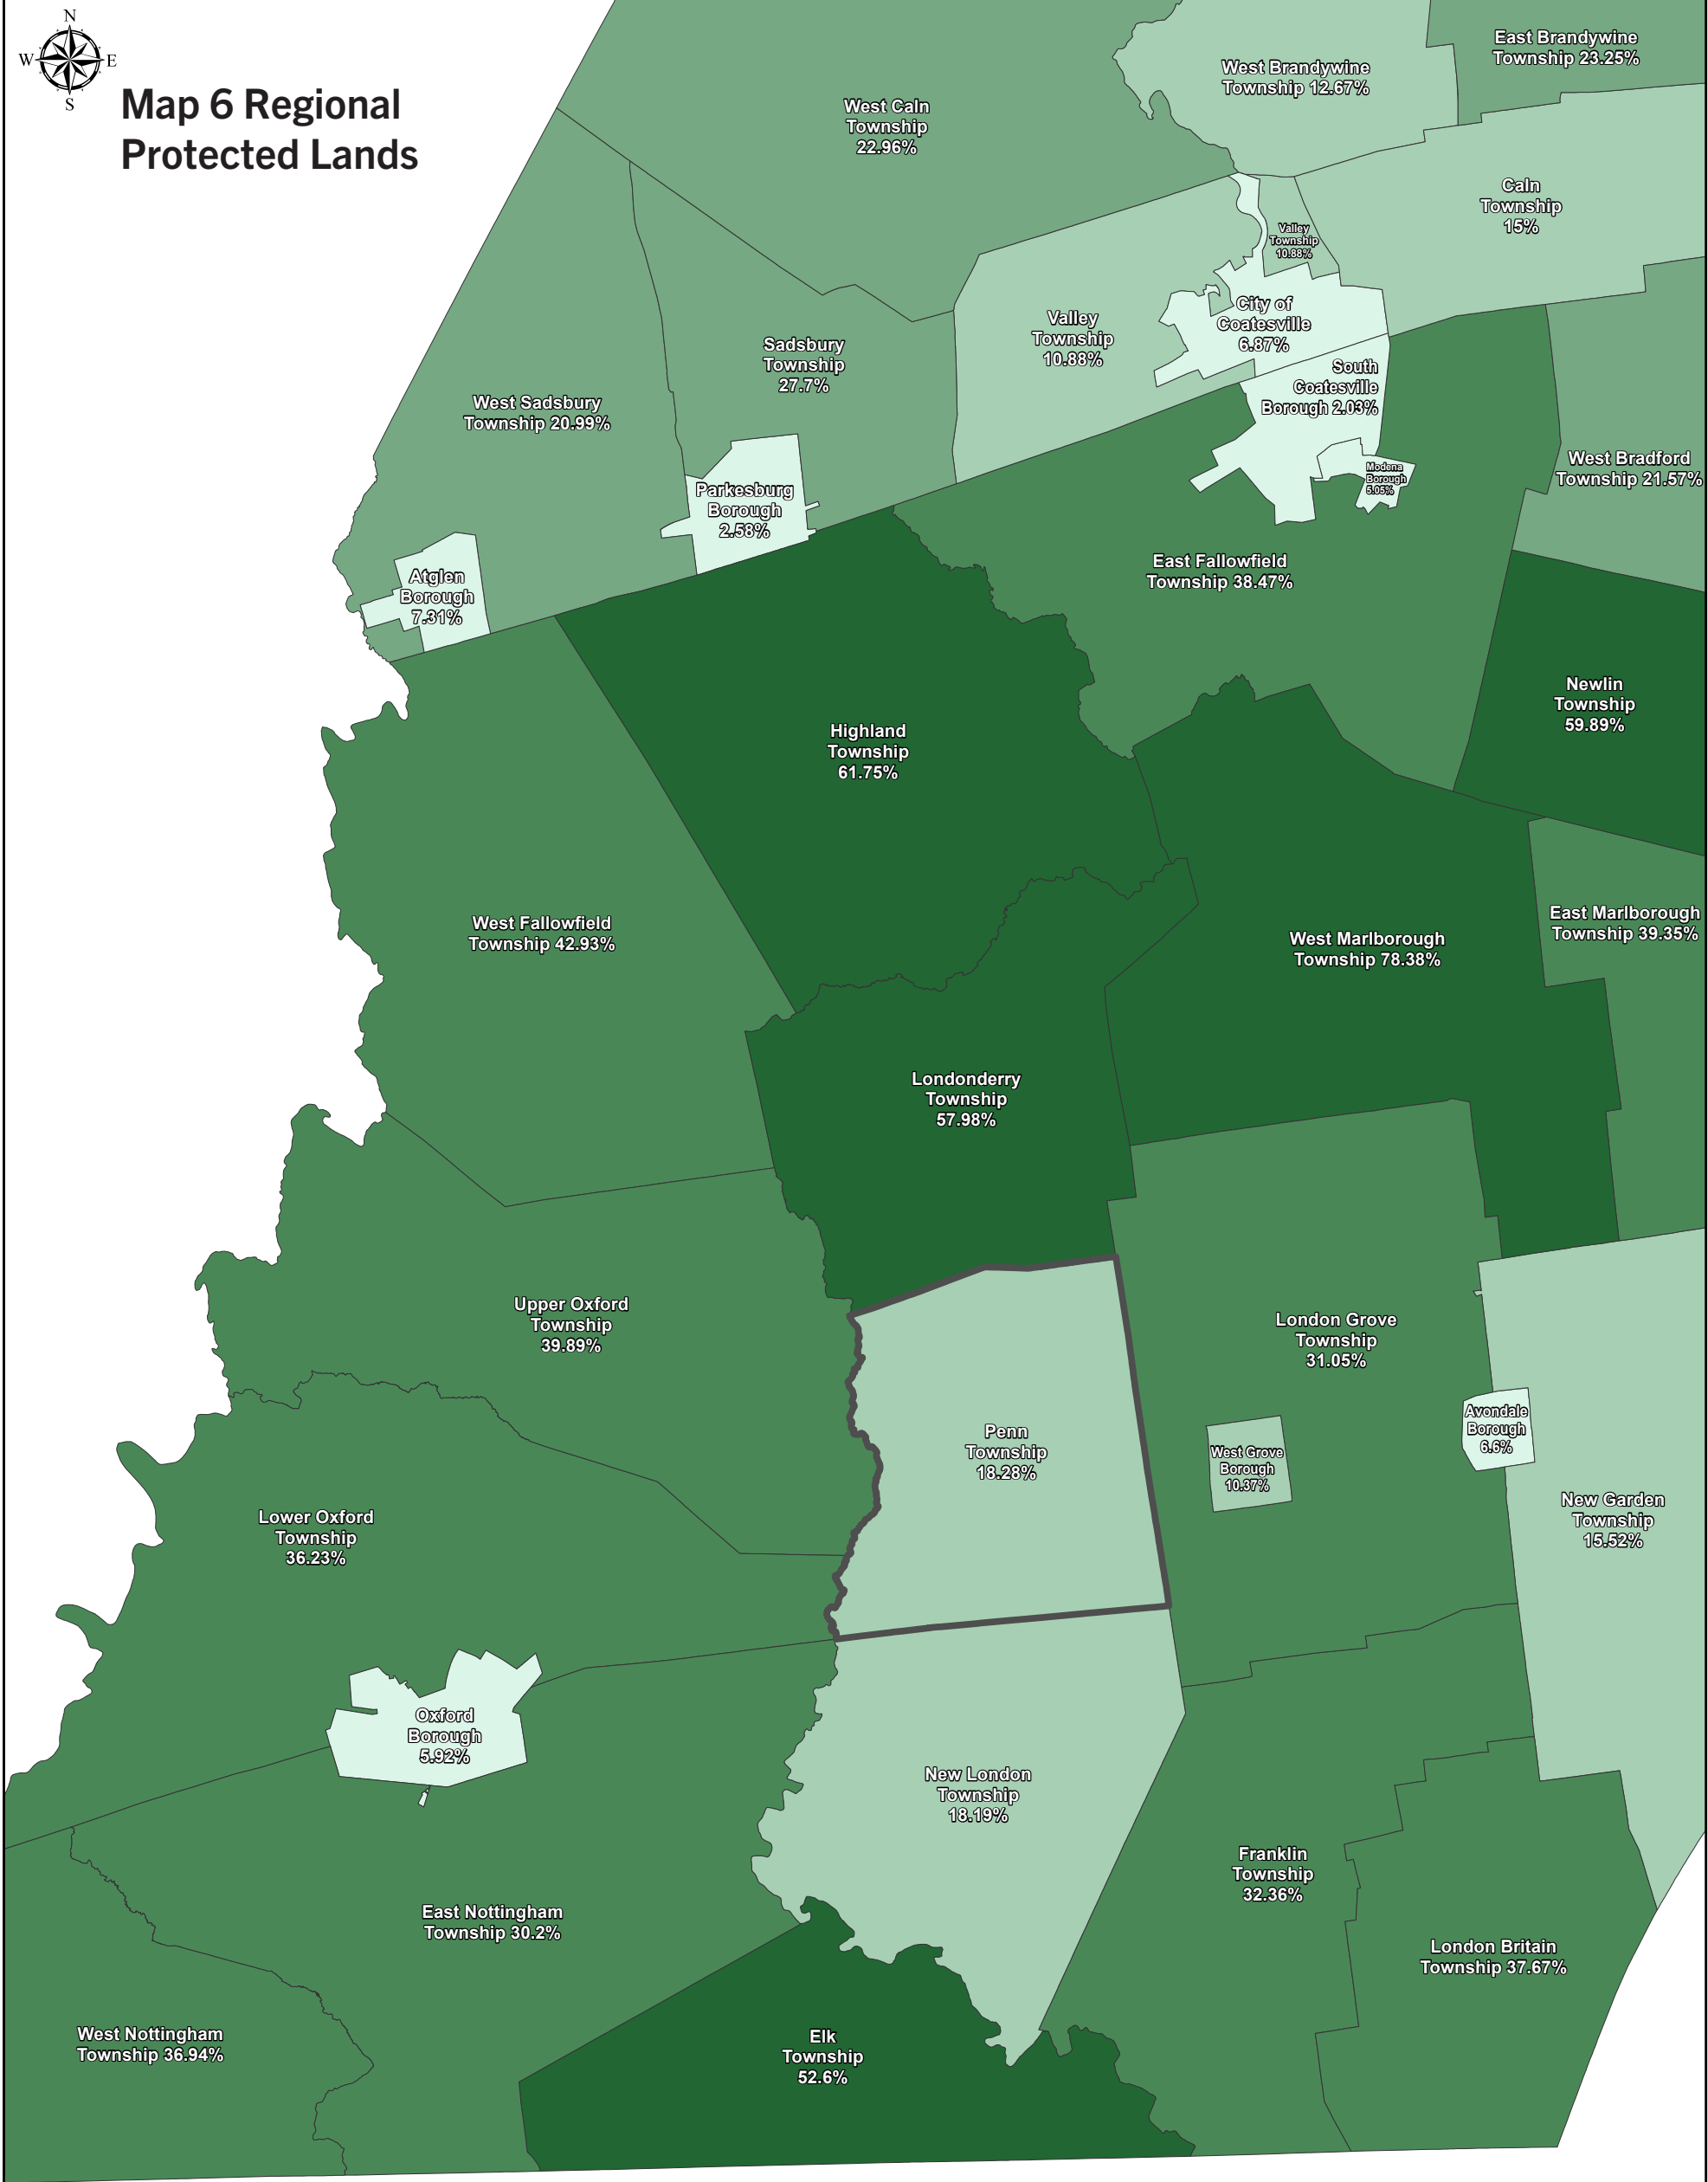 N
W
E
S
Map 6 Regional
Protected Lands
West Caln
Township
22.96%
West Brandywine
Township 12.67%
East Brandywine
Township 23.25%
Caln
Township
15%
Valley
Township
10.88%
City of
Coatesville
6.87%
Valley
Township
10.88%
Sadsbury
Township
27.7%
West Sadsbury
Township 20.99%
South
Coatesville
Borough 2.03%
Modena
Borough
5.05%
West Bradford
Township 21.57%
Parkesburg
Borough
2.58%
Atglen
Borough
7.31%
East Fallowfield
Township 38.47%
Newlin
Township
59.89%
Highland
Township
61.75%
West Fallowfield
Township 42.93%
West Marlborough
Township 78.38%
East Marlborough
Township 39.35%
Londonderry
Township
57.98%
Upper Oxford
Township
39.89%
London Grove
Township
31.05%
Penn
Township
18.28%
West Grove
Borough
10.37%
Avondale
Borough
6.6%
New Garden
Township
15.52%
Lower Oxford
Township
36.23%
Oxford
Borough
5.92%
New London
Township
18.19%
Franklin
Township
32.36%
East Nottingham
Township 30.2%
London Britain
Township 37.67%
West Nottingham
Township 36.94%
Elk
Township
52.6%